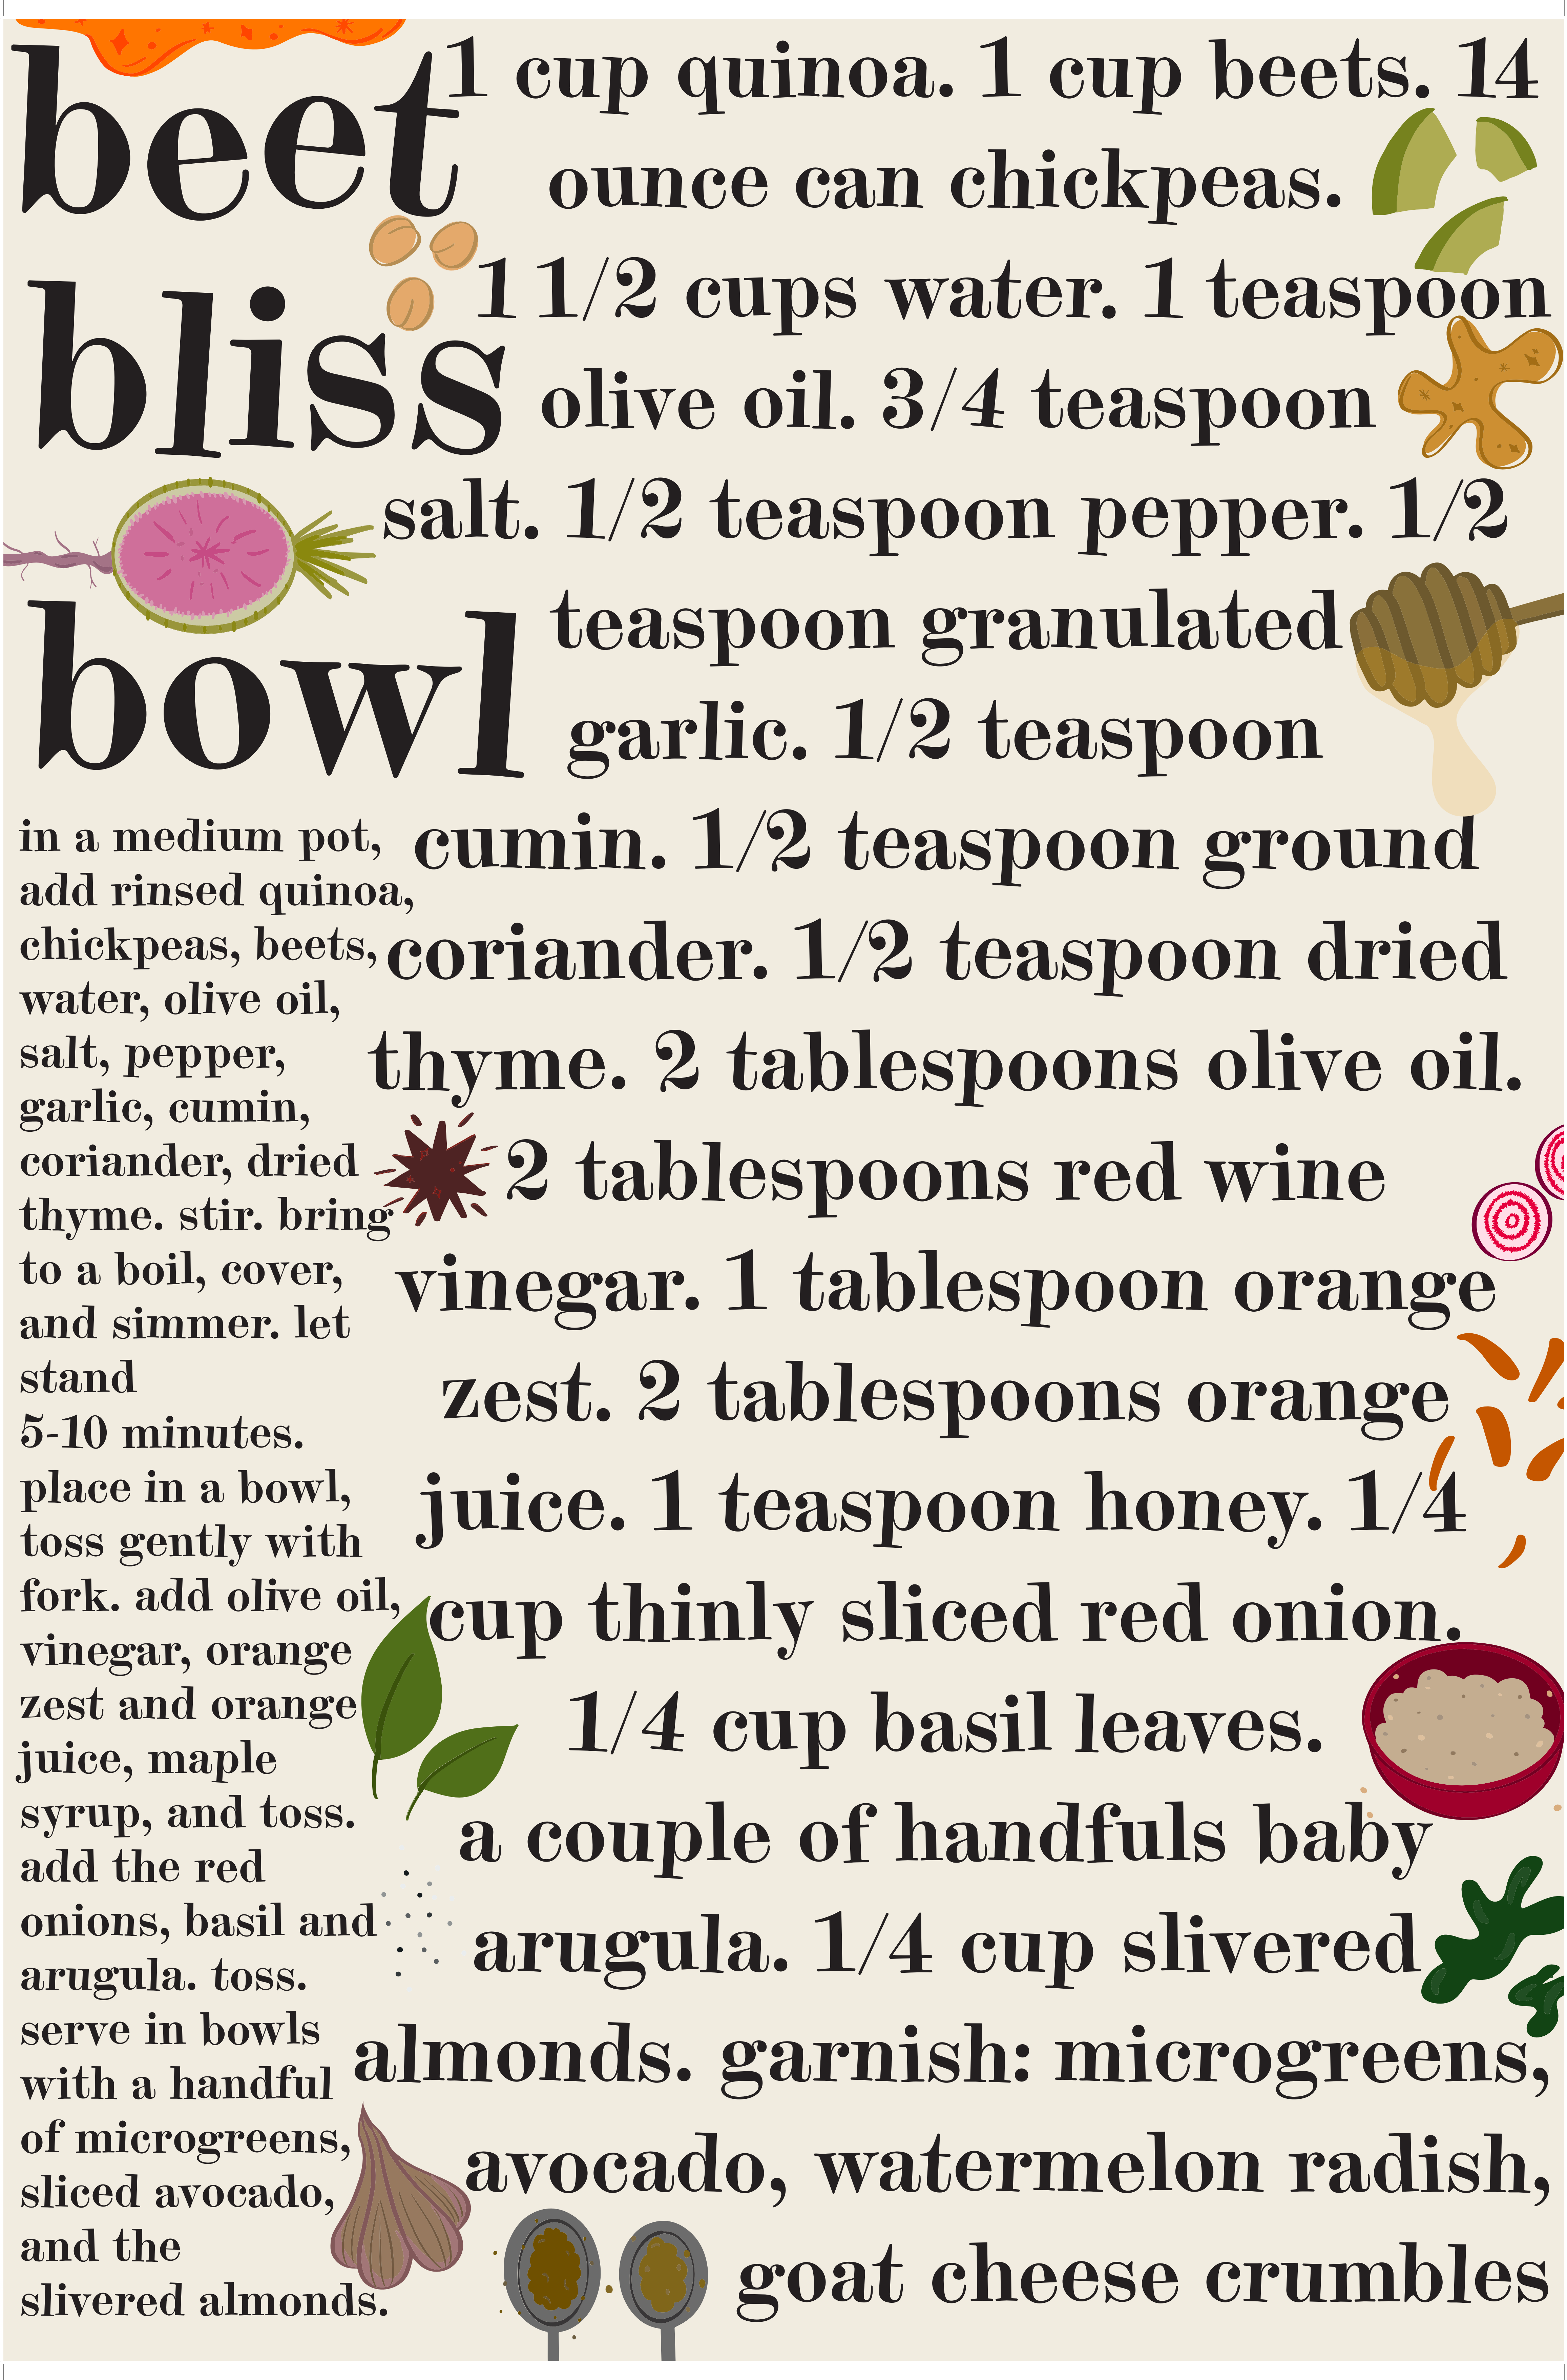 beet
bliss
bowl
1 cup quinoa. 1 cup beets. 14
ounce can chickpeas.
1 1/2 cups water. 1 teaspoon
olive oil. 3/4 teaspoon
salt. 1/2 teaspoon pepper. 1/2
teaspoon granulated
garlic. 1/2 teaspoon
cumin. 1/2 teaspoon ground
coriander. 1/2 teaspoon dried
thyme. 2 tablespoons olive oil.
2 tablespoons red wine
vinegar. 1 tablespoon orange
zest. 2 tablespoons orange
juice. 1 teaspoon honey. 1/4
cup thinly sliced red onion.
1/4 cup basil leaves.
a couple of handfuls baby
arugula. 1/4 cup slivered
almonds. garnish: microgreens,
avocado, watermelon radish,
goat cheese crumbles
in a medium pot,
add rinsed quinoa,
chickpeas, beets,
water, olive oil,
salt, pepper,
garlic, cumin,
coriander, dried
thyme. stir. bring
to a boil, cover,
and simmer. let
stand
5-10 minutes.
place in a bowl,
toss gently with
fork. add olive oil,
vinegar, orange
zest and orange
juice, maple
syrup, and toss.
add the red
onions, basil and
arugula. toss.
serve in bowls
with a handful
of microgreens,
sliced avocado,
and the
slivered almonds.